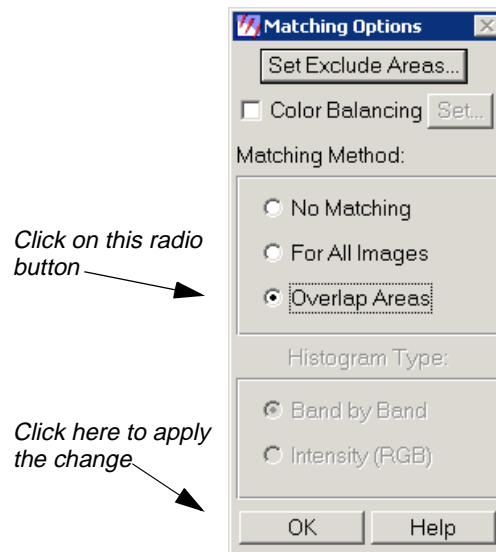 Matching Options
Set Exclude Areas...
Color Balancing Set...
Matching Method:
No Matching
For All Images
Click on this radio
button
Overlap Areas
Histogram Type:
Band by Band
Intensity (RGB)
Click here to apply
the change
OK Help